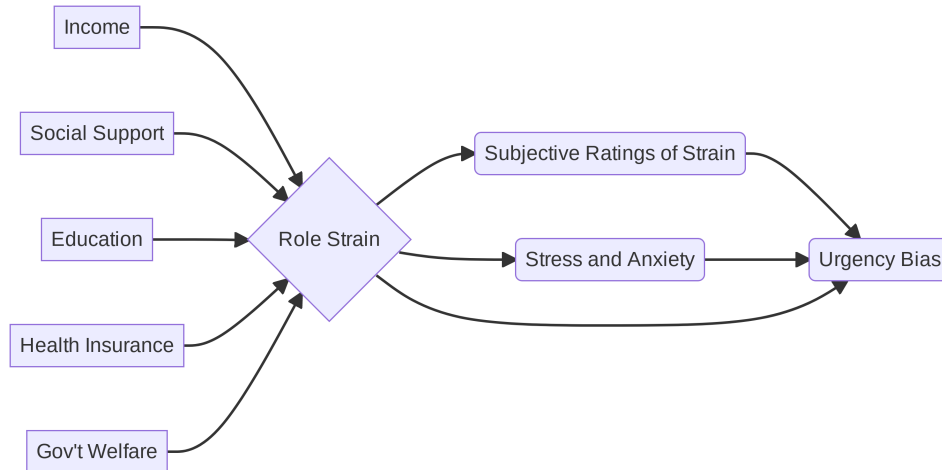 Income
Social Support
Education
Health Insurance
Gov't Welfare
Role Strain
Subjective Ratings of Strain
Stress and Anxiety
Urgency Bias